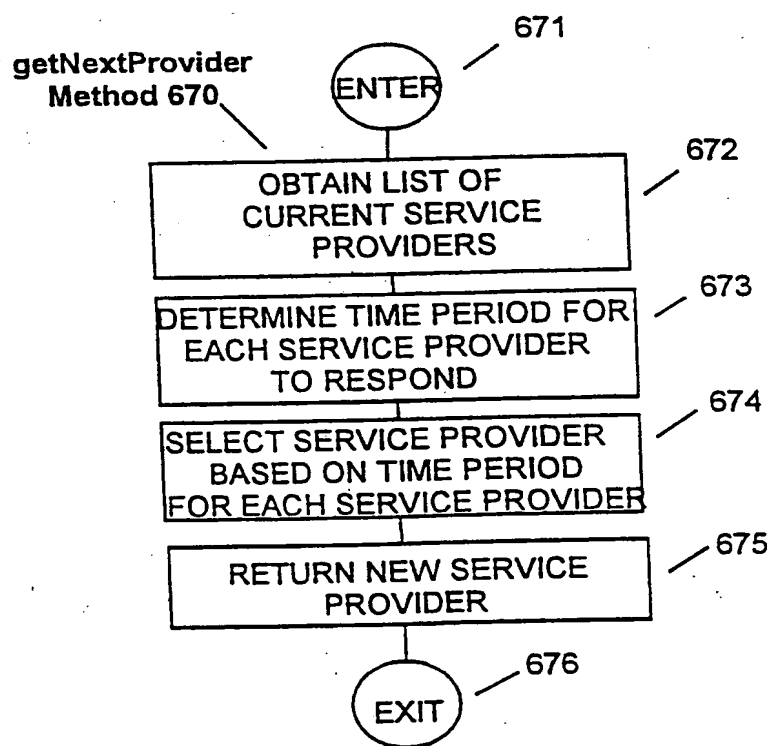 671
getNextProvider
Method 670
ENTER
672
OBTAIN LIST OF
CURRENT SERVICE
PROVIDERS
673
DETERMINE TIME PERIOD FOR
EACH SERVICE PROVIDER
TO RESPOND
674
SELECT SERVICE PROVIDER
BASED ON TIME PERIOD
FOR EACH SERVICE PROVIDER
675
RETURN NEW SERVICE
PROVIDER
676
EXIT